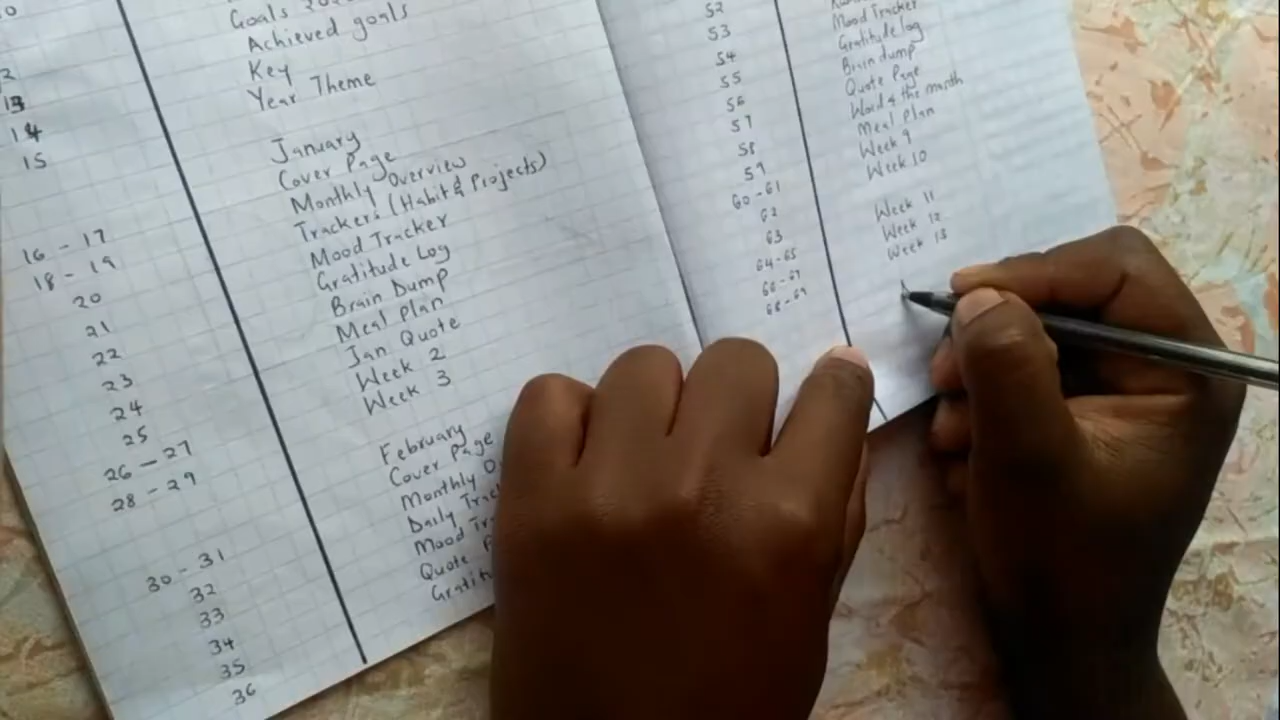 Goals
Achieved goals
Key
Year Theme
13
14
15
January
16 - 17 Cover Page
18 - 19 Monthly Overview
20 Trackers (Habit & Projects)
21 Mood Tracker
22 Gratitude Log
23 Brain Dump
24 Meal Plan
25 Jan Quote
26 - 27 Week 2
28 - 29 Week 3
February
30 - 31 Cover Page
32 Monthly
33 Daily
34 Mood
35 Quote
36
52
53 Mood Tracker
54 Gratitude log
55 Brain dump
56 Quote Page
57 Word of the month
58 Meal Plan
59 Week 9
60 - 61 Week 10
62
63 Week 11
64 - 65 Week 12
66 - 67 Week 13
68 - 69